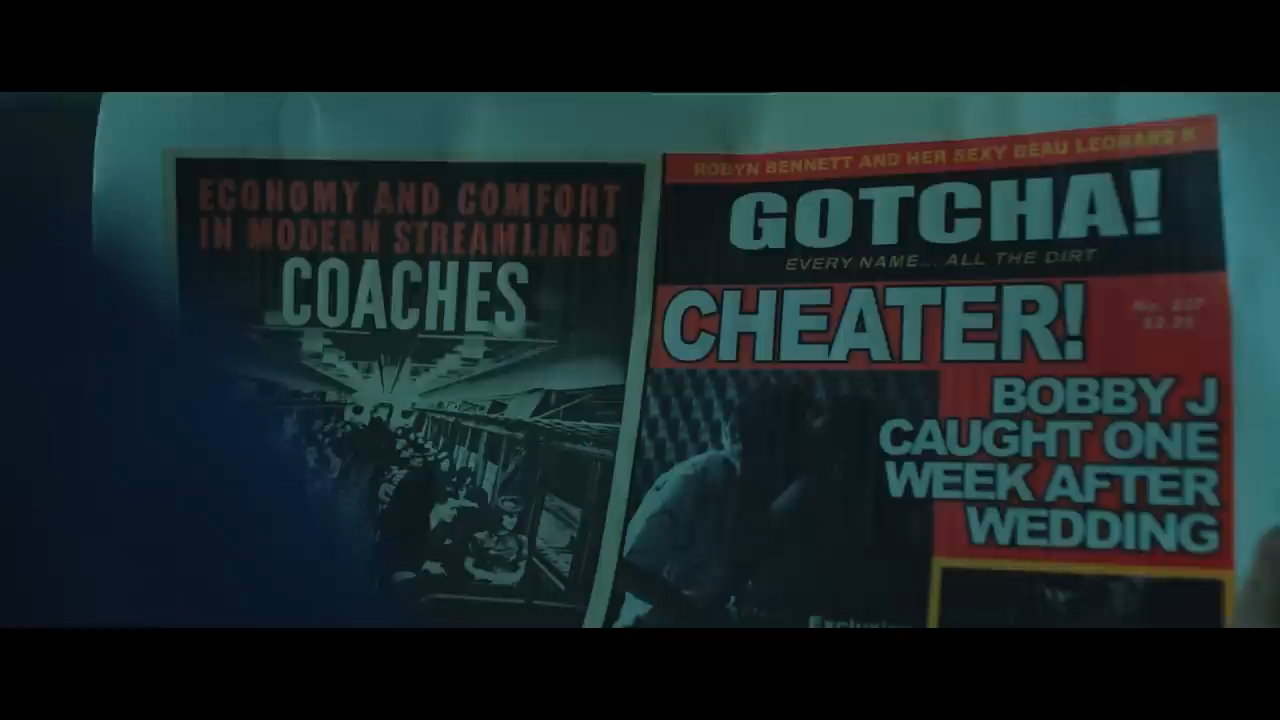 ECONOMY AND COMFORT
IN MODERN STREAMLINED
COACHES
ROBYN BENNETT AND HER SEXY BEAU LEONARD
GOTCHA!
EVERY NAME... ALL THE DIRT
CHEATER!
No.
BOBBY J
CAUGHT ONE
WEEK AFTER
WEDDING